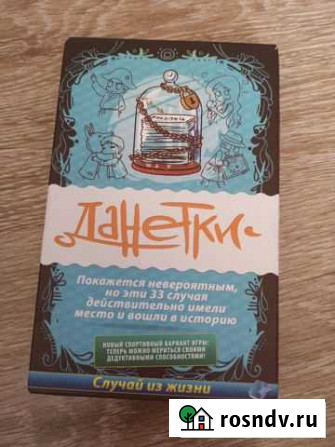 Данетки
Покажется невероятным,
но эти 33 случая
действительно имели
место и вошли в историю
НОВЫЙ СПОРТИВНЫЙ ВАРИАНТ ИГРЫ:
ТЕПЕРЬ МОЖНО МЕРИТЬСЯ СВОИМИ
ДЕДУКТИВНЫМИ СПОСОБНОСТЯМИ!
Случай из жизни
rosndv.ru